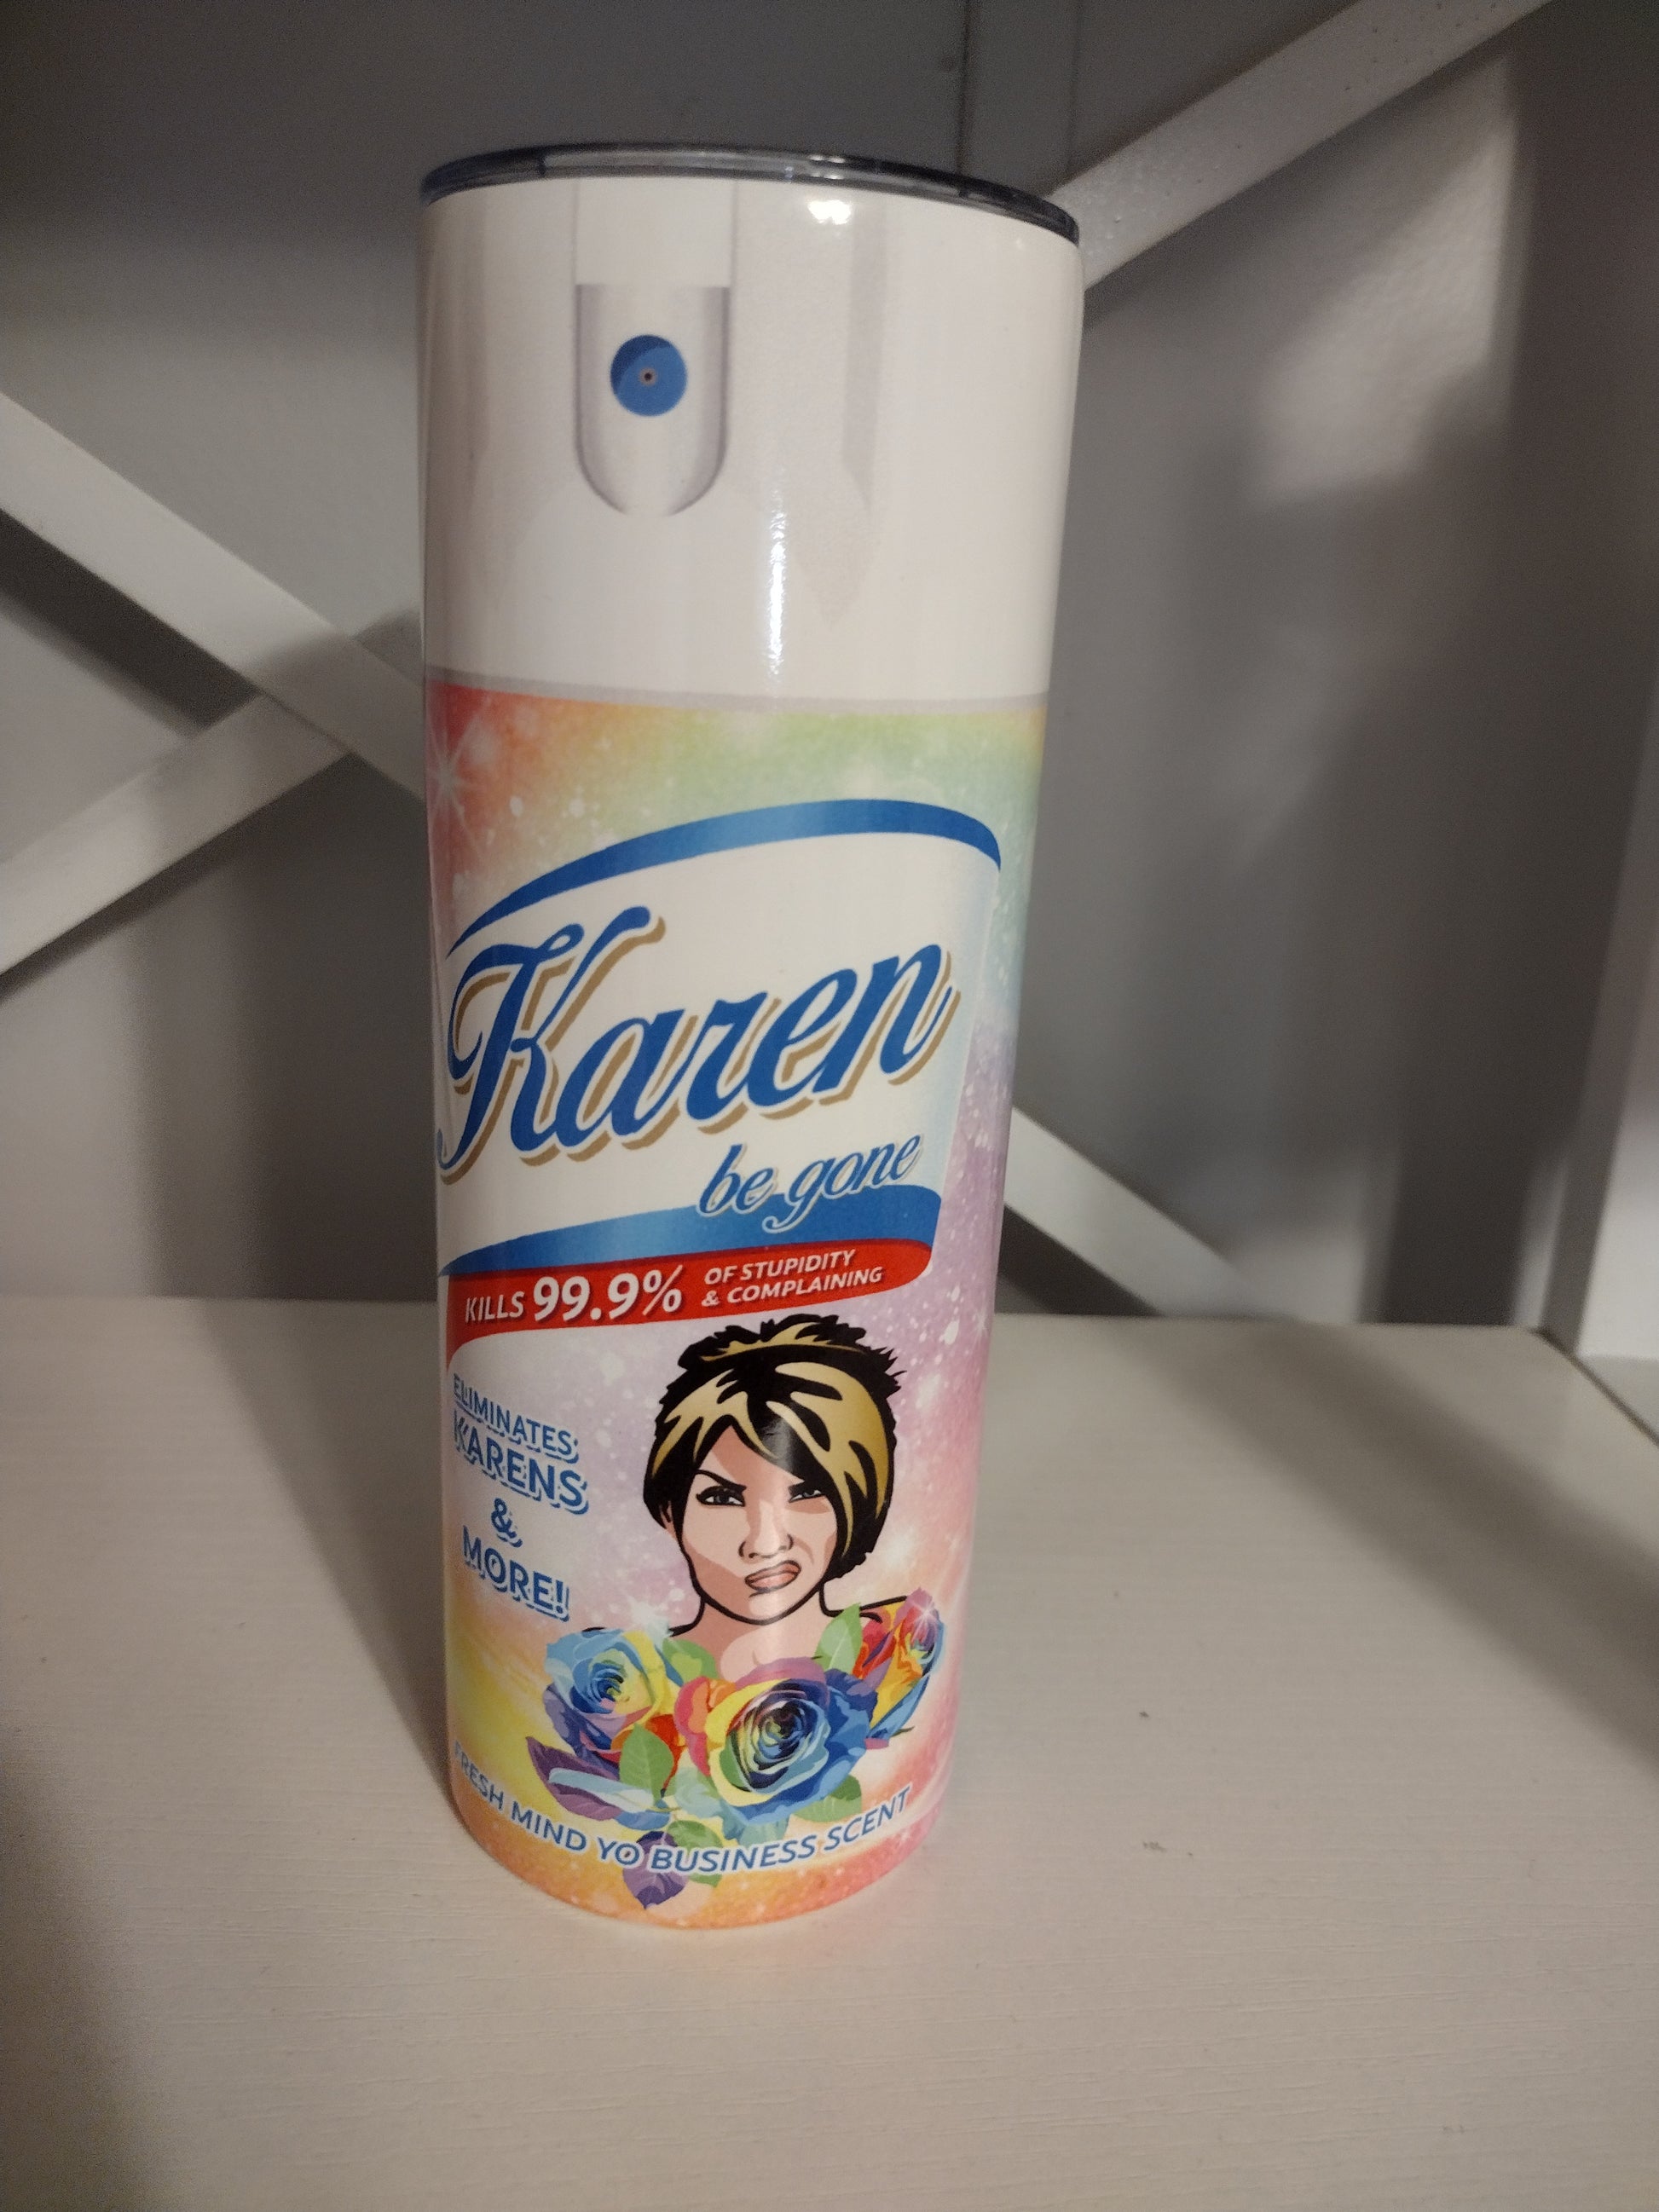 Karen
be gone
KILLS 99.9% OF STUPIDITY
& COMPLAINING
ELIMINATES
KARENS
&
MORE!
FRESH MIND YO BUSINESS SCENT